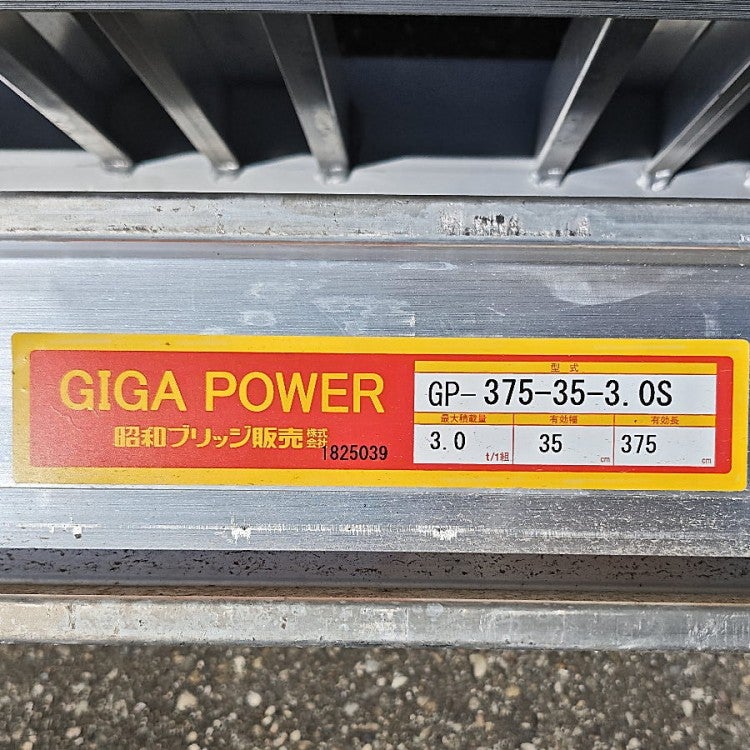 GIGA POWER
昭和ブリッジ販売株式会社
1825039
型式
GP-375-35-3.0S
最大積載量 有効幅 有効長
3.0 t/1組 35 cm 375 cm